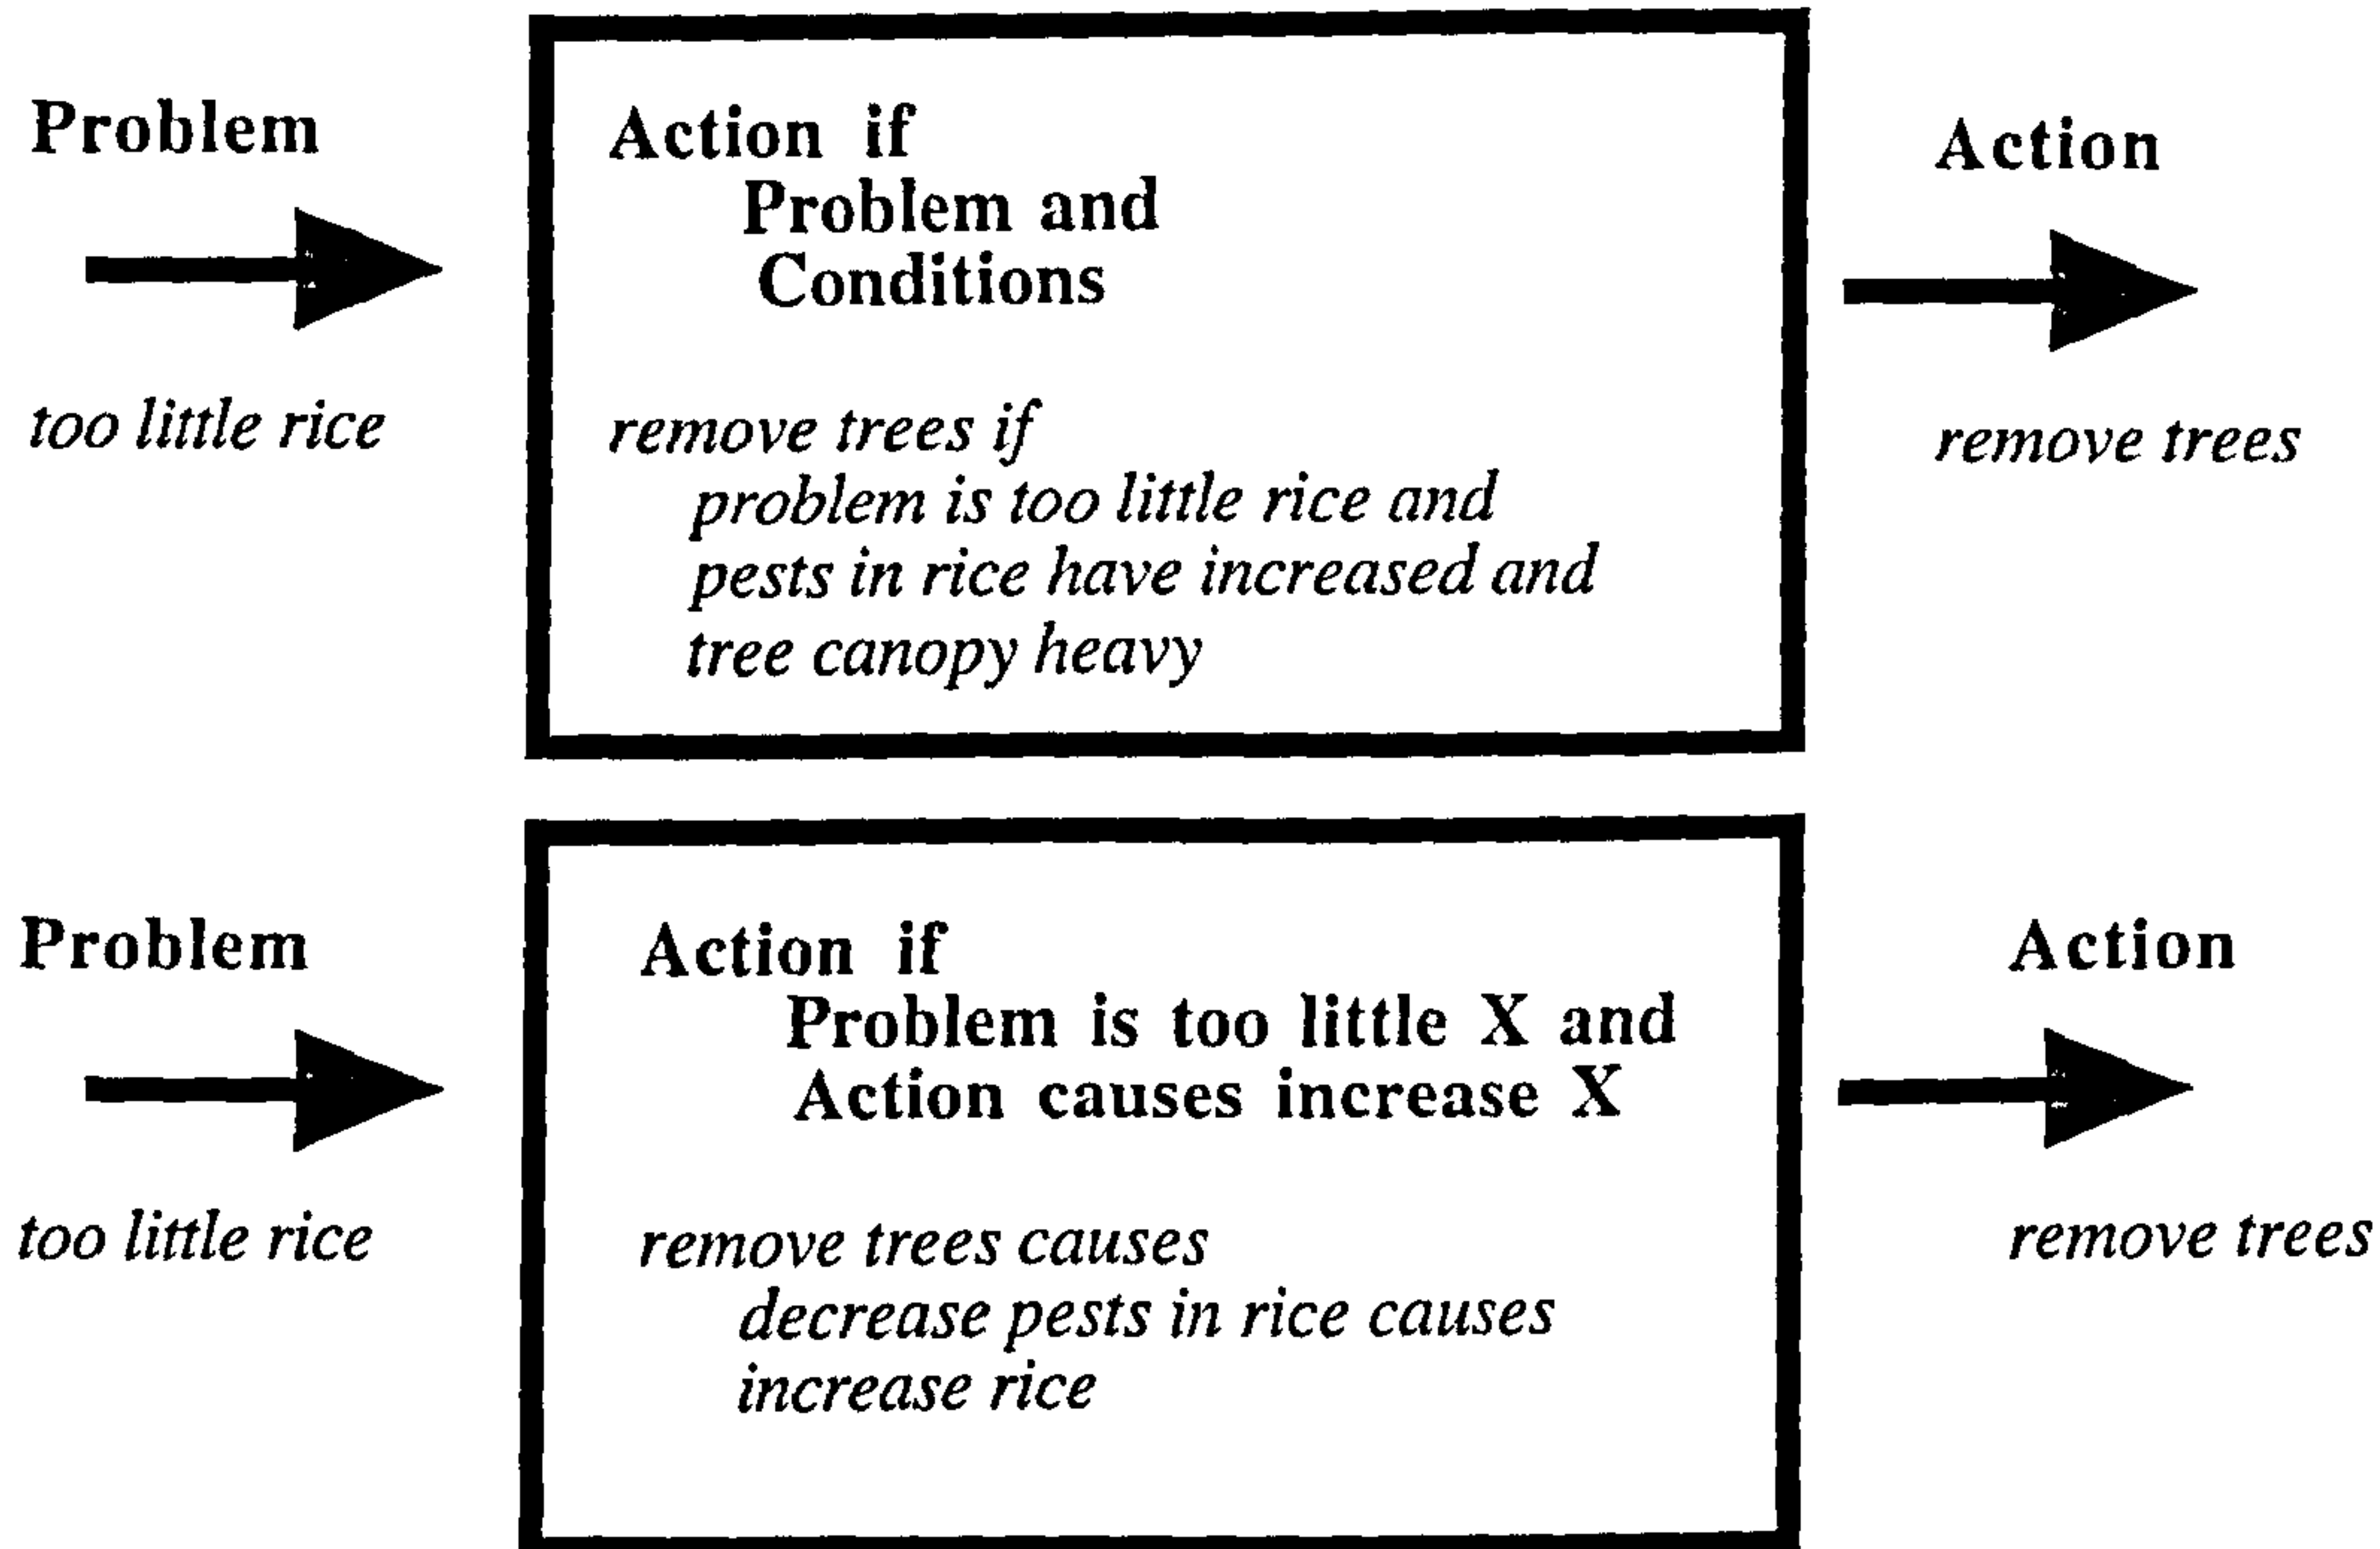 Problem
too little rice
Action if
Problem and
Conditions
remove trees if
problem is too little rice and
pests in rice have increased and
tree canopy heavy
Action
remove trees
Problem
too little rice
Action if
Problem is too little X and
Action causes increase X
remove trees causes
decrease pests in rice causes
increase rice
Action
remove trees